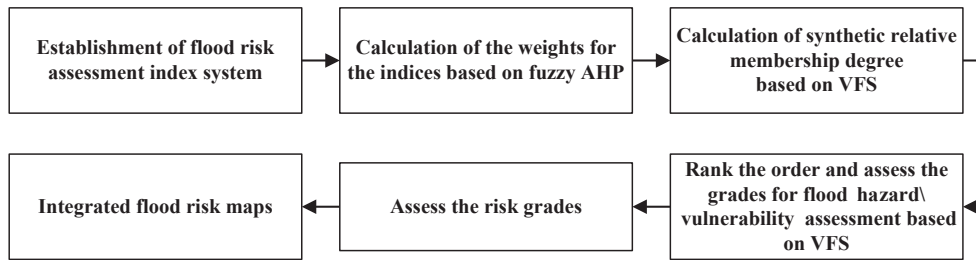 Establishment of flood risk
assessment index system
Calculation of the weights for
the indices based on fuzzy AHP
Calculation of synthetic relative
membership degree
based on VFS
Rank the order and assess the
grades for flood hazard\
vulnerability assessment based
on VFS
Assess the risk grades
Integrated flood risk maps